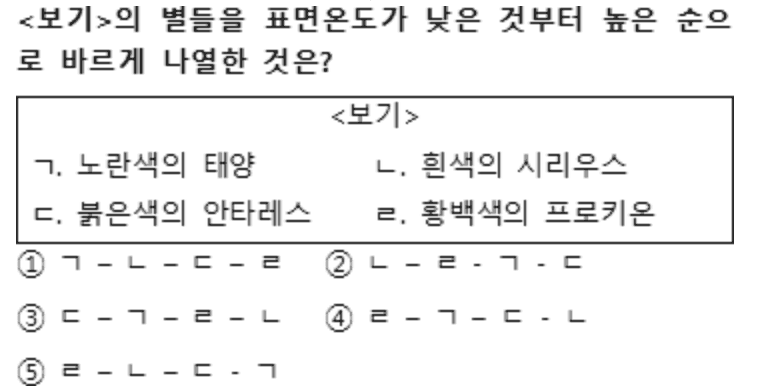 <보기>의 별들을 표면온도가 낮은 것부터 높은 순으
로 바르게 나열한 것은?
<보기>
ㄱ. 노란색의 태양 ㄴ. 흰색의 시리우스
ㄷ. 붉은색의 안타레스 ㄹ. 황백색의 프로키온
① ㄱ – ㄴ – ㄷ – ㄹ ② ㄴ – ㄹ - ㄱ - ㄷ
③ ㄷ – ㄱ – ㄹ – ㄴ ④ ㄹ – ㄱ – ㄷ - ㄴ
⑤ ㄹ – ㄴ – ㄷ - ㄱ